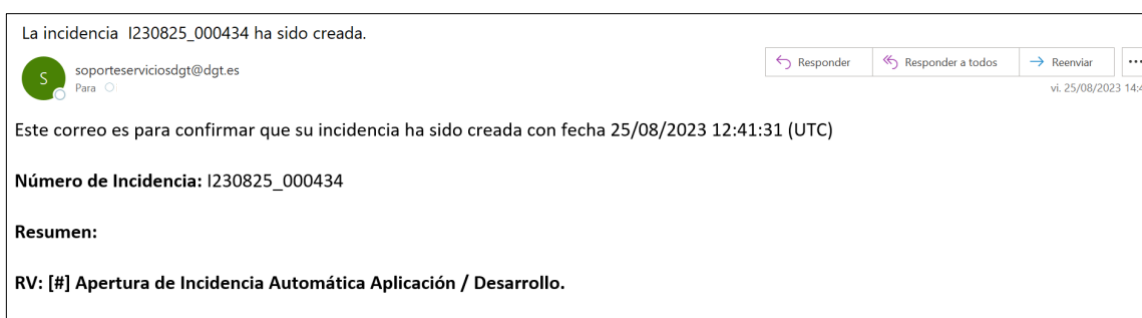 La incidencia I230825_000434 ha sido creada.
S
soporteserviciosdgt@dgt.es
Para
Responder
Responder a todos
Reenviar
vi. 25/08/2023
Este correo es para confirmar que su incidencia ha sido creada con fecha 25/08/2023 12:41:31 (UTC)
Número de Incidencia: I230825_000434
Resumen:
RV: [#] Apertura de Incidencia Automática Aplicación / Desarrollo.